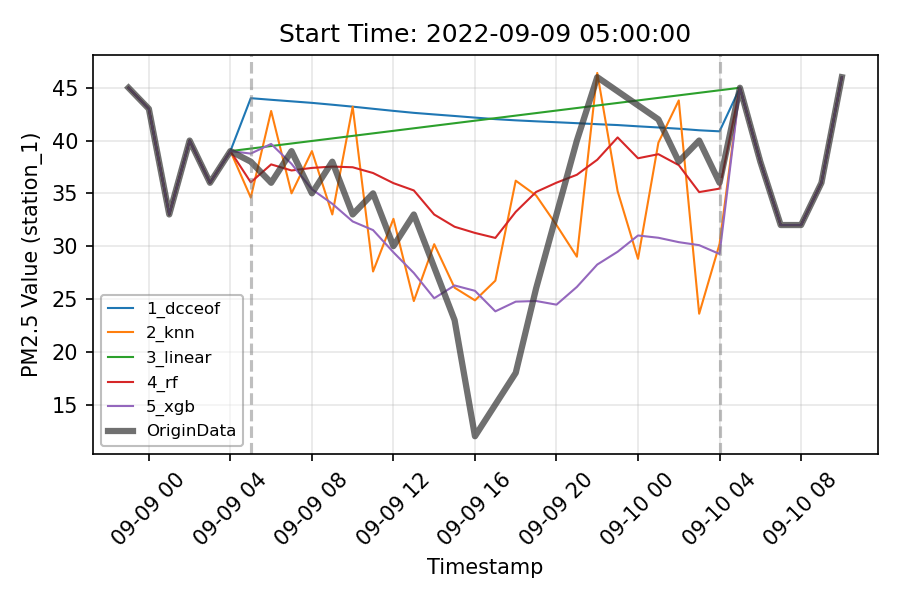 Start Time: 2022-09-09 05:00:00
PM2.5 Value (station_1)
45
40
35
30
25
20
15
1_dcceof
2_knn
3_linear
4_rf
5_xgb
OriginData
09-09 00
09-09 04
09-09 08
09-09 12
09-09 16
09-09 20
09-10 00
09-10 04
09-10 08
Timestamp